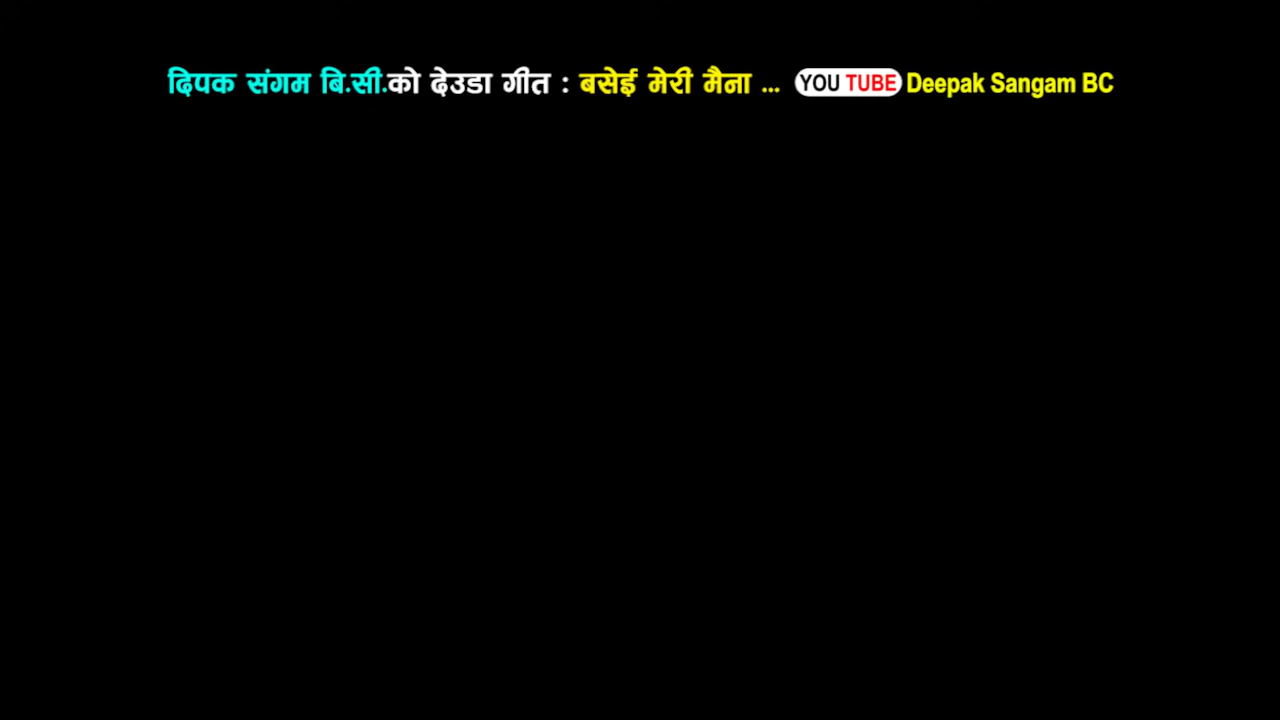 दिपक संगम बि.सी.को देउडा गीत : बसेई मेरी मैना ... YOU TUBE Deepak Sangam BC